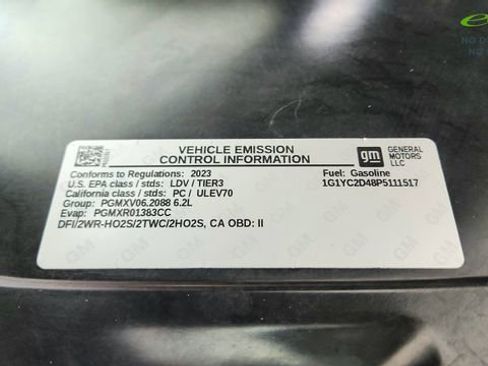 VEHICLE EMISSION
CONTROL INFORMATION
gm
GENERAL
MOTORS
LLC
Conforms to Regulations: 2023
Fuel: Gasoline
U.S. EPA class / stds: LDV / TIER3
1G1YC2D48P5111517
California class / stds: PC / ULEV70
Group: PGMXV06.2088 6.2L
Evap: PGMXR01383CC
DFI/2WR-HO2S/2TWC/2HO2S, CA OBD: II